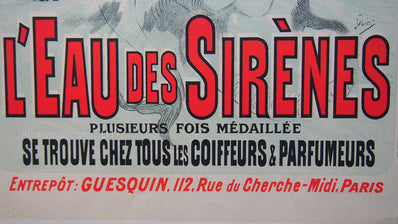 L'EAU DES SIRÈNES
PLUSIEURS FOIS MÉDAILLÉE
SE TROUVE CHEZ TOUS LES COIFFEURS & PARFUMEURS
ENTREPÔT: GUESQUIN, 112, Rue du Cherche-Midi, PARIS